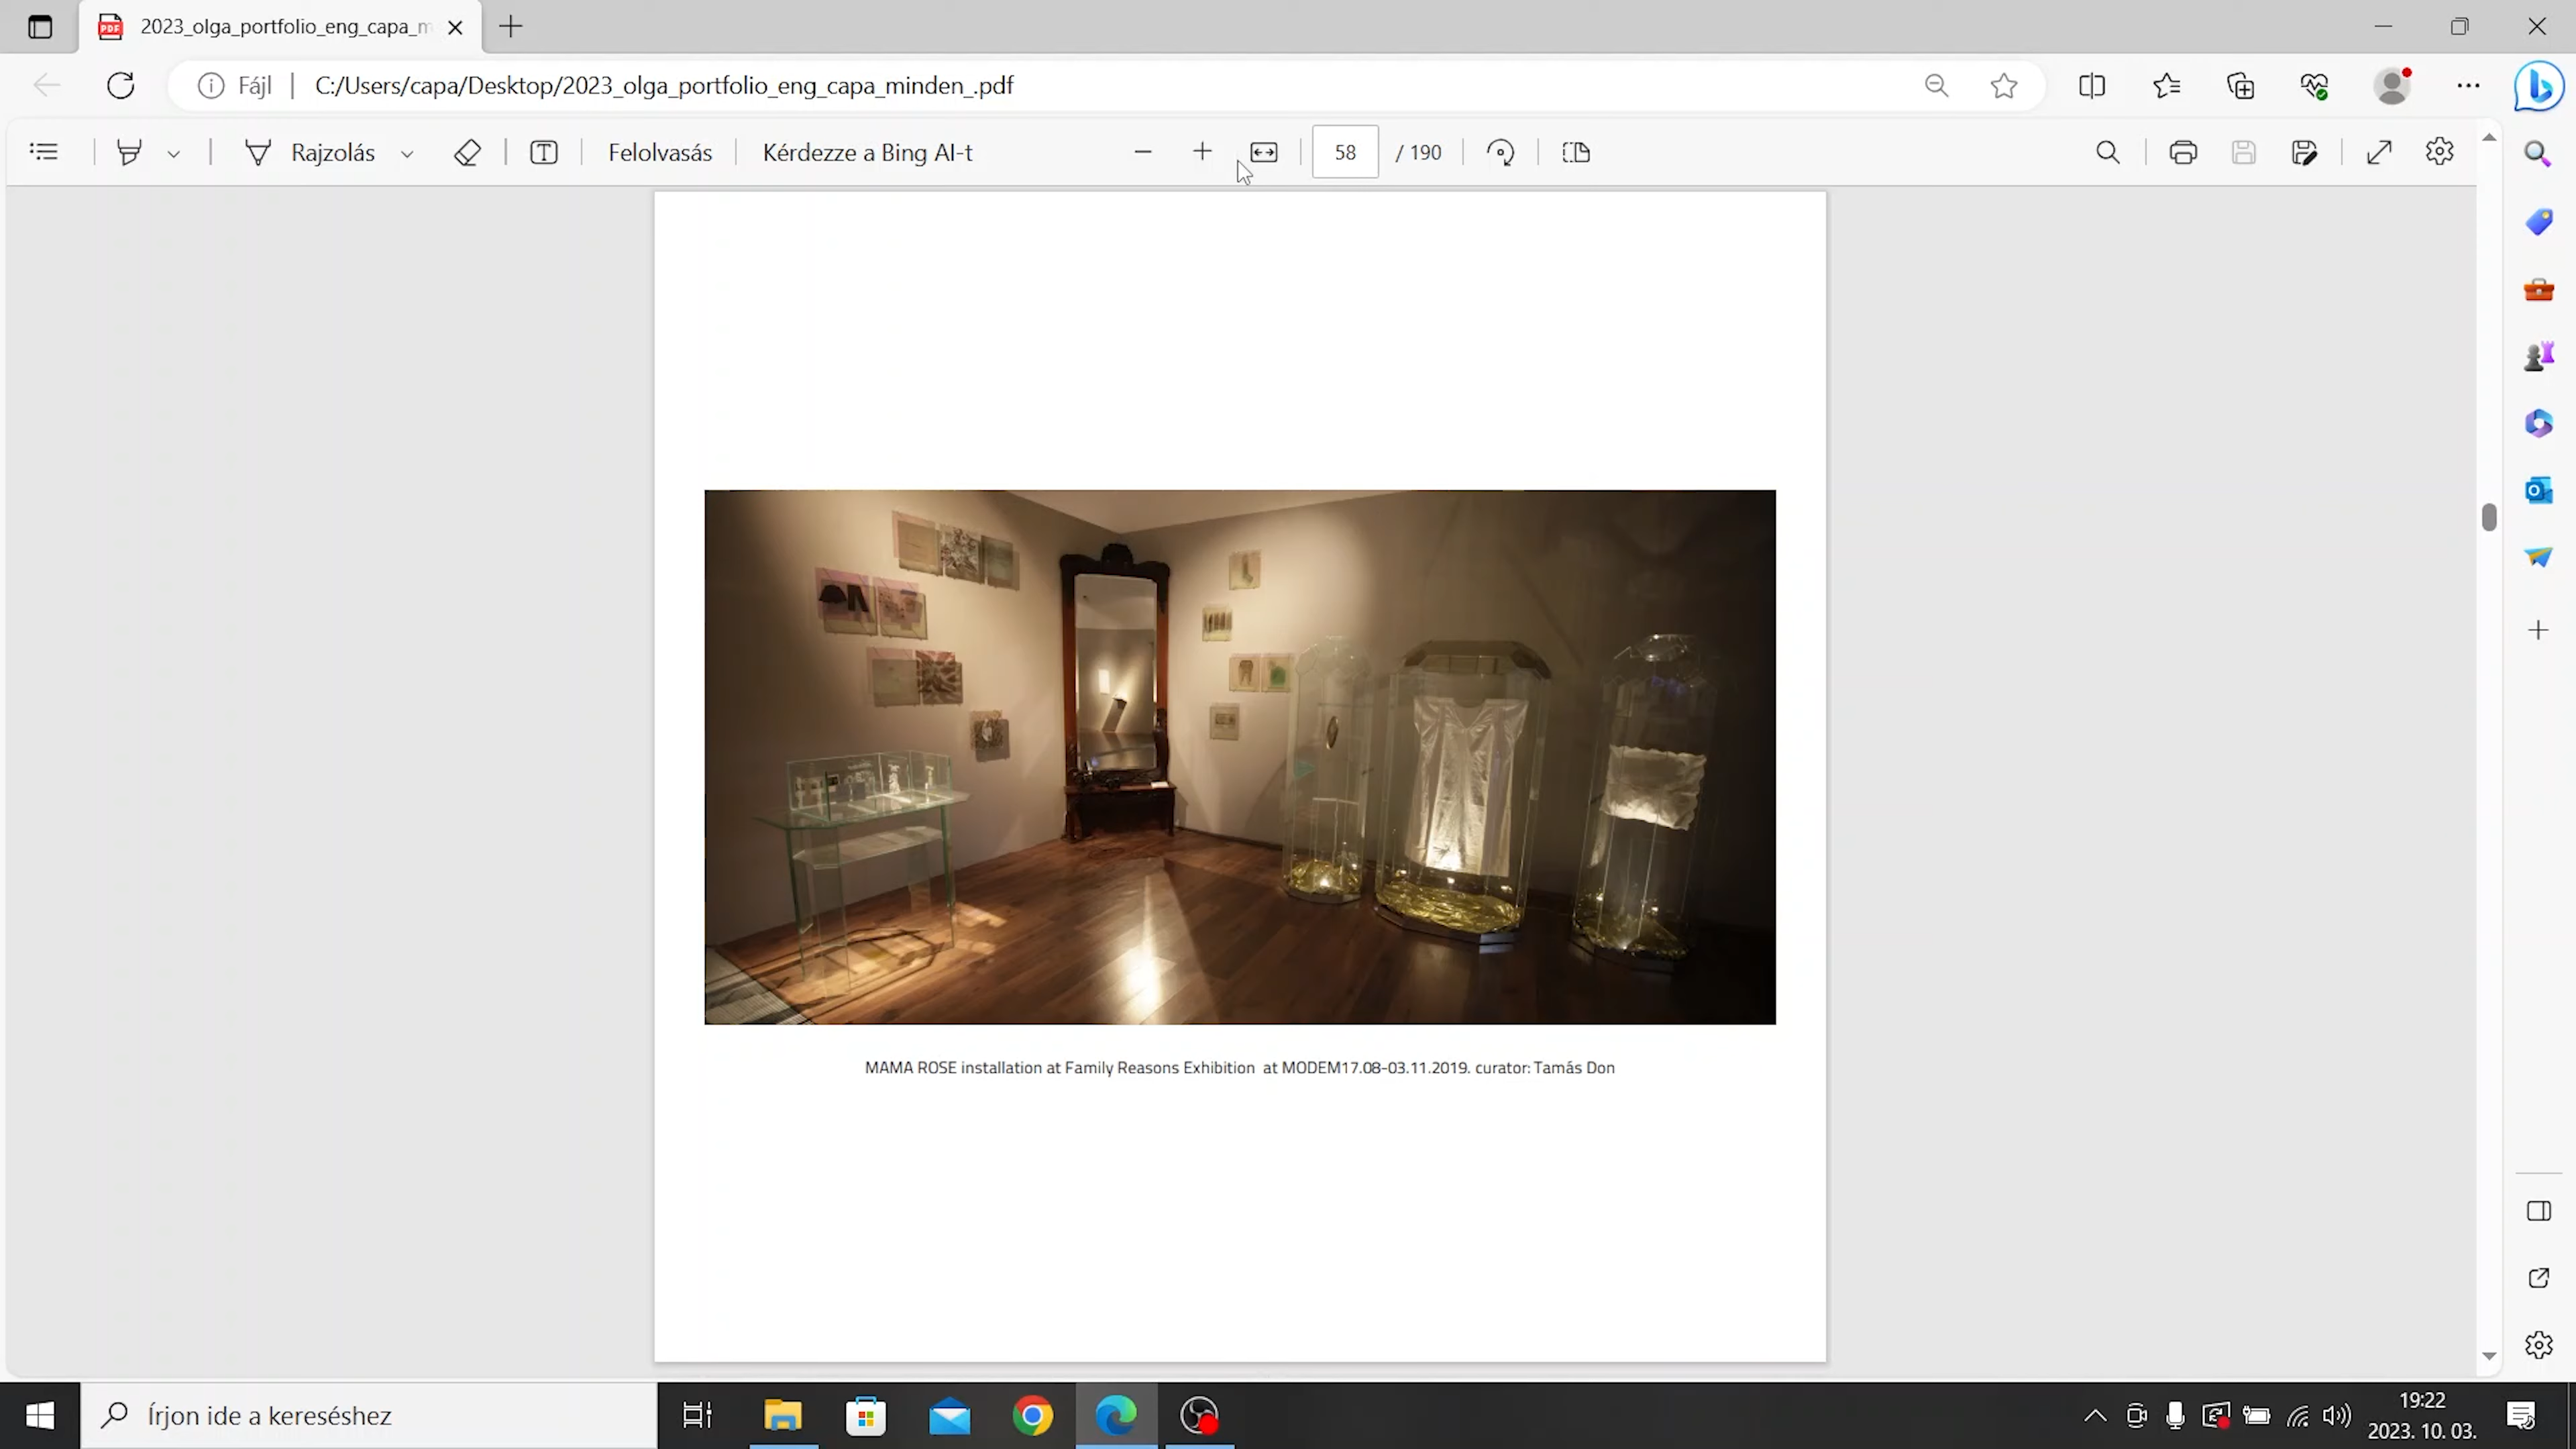 2023_olga_portfolio_eng_capa_m
Fájl
C:/Users/capa/Desktop/2023_olga_portfolio_eng_capa_minden_.pdf
Rajzolás
Felolvasás
Kérdezze a Bing AI-t
58 / 190
MAMA ROSE installation at Family Reasons Exhibition at MODEM17.08-03.11.2019. curator: Tamás Don
Írjon ide a kereséshez
19:22
2023. 10. 03.